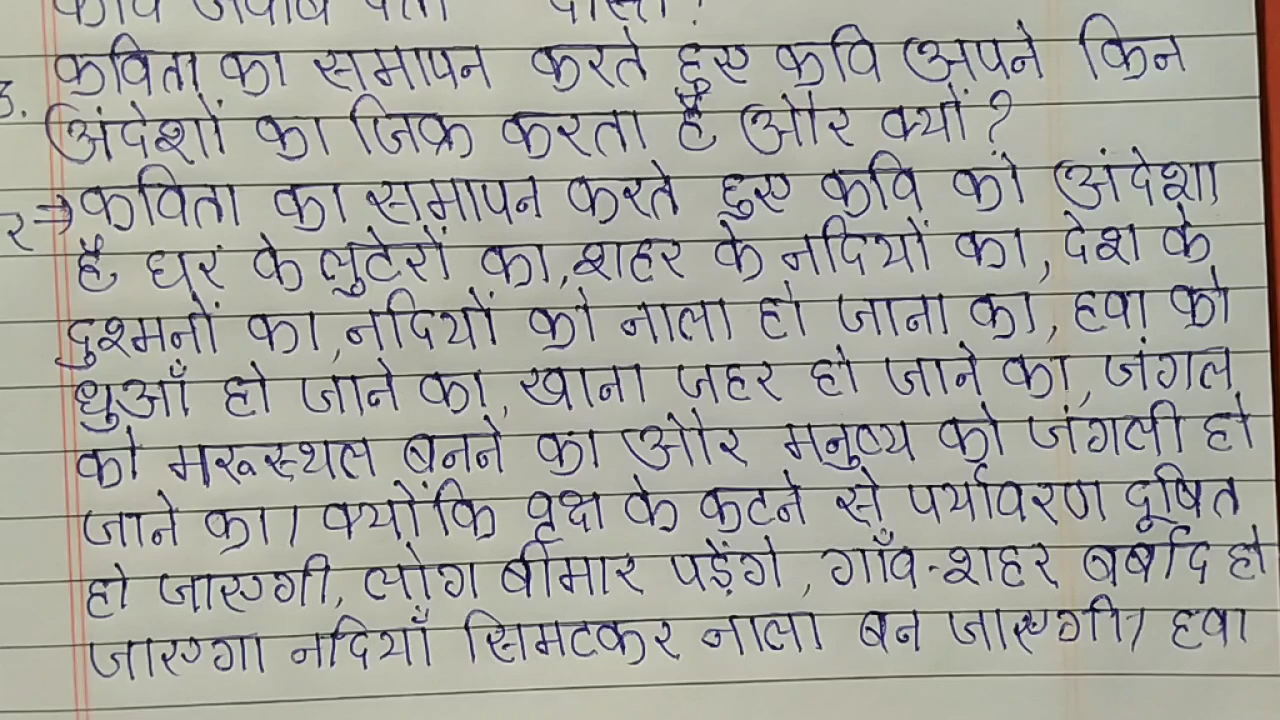 कवि जवाब देता दोस्त?
3. कविता का समापन करते हुए कवि अपने किन
अंदेशों का जिक्र करता है और क्यों?
र⇒ कविता का समापन करते हुए कवि को अंदेशा
है, घर के लुटेरों का, शहर के नदियों का, देश के
दुश्मनों का, नदियों को नाला हो जाना का, हवा को
धुआँ हो जाने का, खाना जहर हो जाने का, जंगल
को मरूस्थल बनने का और मनुष्य को जंगली हो
जाने का। क्योंकि वृक्ष के कटने से पर्यावरण दूषित
हो जाएगी, लोग बीमार पड़ेंगे, गाँव-शहर बर्बाद हो
जाएगा नदियाँ सिमटकर नाला बन जाएगी। हवा